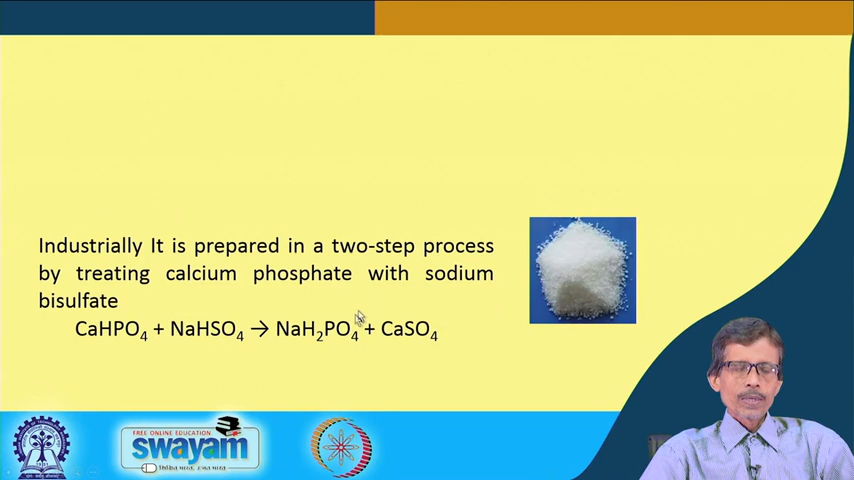 Industrially It is prepared in a two-step process
by treating calcium phosphate with sodium
bisulfate
CaHPO₄ + NaHSO₄ → NaH₂PO₄ + CaSO₄
FREE ONLINE EDUCATION
swayam
1951